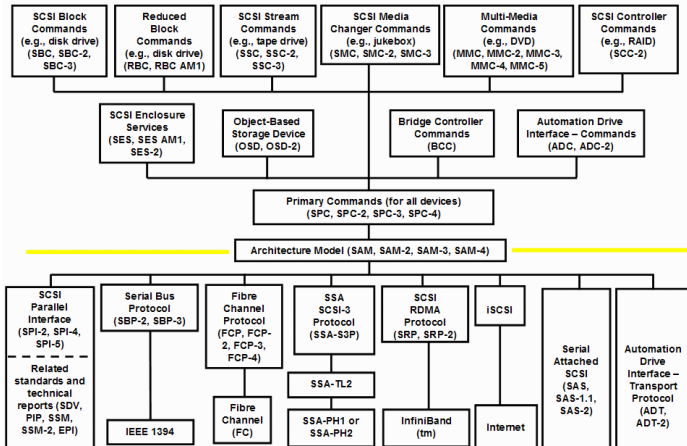 SCSI Block
Commands
(e.g., disk drive)
(SBC, SBC-2,
SBC-3)
Reduced
Block
Commands
(e.g., disk drive)
(RBC, RBC AM1)
SCSI Stream
Commands
(e.g., tape drive)
(SSC, SSC-2,
SSC-3)
SCSI Media
Changer Commands
(e.g., jukebox)
(SMC, SMC-2, SMC-3
Multi-Media
Commands
(e.g., DVD)
(MMC, MMC-2, MMC-3,
MMC-4, MMC-5)
SCSI Controller
Commands
(e.g., RAID)
(SCC-2)
SCSI Enclosure
Services
(SES, SES AM1,
SES-2)
Object-Based
Storage Device
(OSD, OSD-2)
Bridge Controller
Commands
(BCC)
Automation Drive
Interface – Commands
(ADC, ADC-2)
Primary Commands (for all devices)
(SPC, SPC-2, SPC-3, SPC-4)
Architecture Model (SAM, SAM-2, SAM-3, SAM-4)
SCSI
Parallel
Interface
(SPI-2, SPI-4,
SPI-5)
Related
standards and
technical
reports (SDV,
PIP, SSM,
SSM-2, EPI)
Serial Bus
Protocol
(SBP-2, SBP-3)
IEEE 1394
Fibre
Channel
Protocol
(FCP, FCP-
2, FCP-3,
FCP-4)
Fibre
Channel
(FC)
SSA
SCSI-3
Protocol
(SSA-S3P)
SSA-TL2
SSA-PH1 or
SSA-PH2
SCSI
RDMA
Protocol
(SRP, SRP-2)
InfiniBand
(tm)
iSCSI
Internet
Serial
Attached
SCSI
(SAS,
SAS-1.1,
SAS-2)
Automation Drive
Interface –
Transport
Protocol
(ADT,
ADT-2)